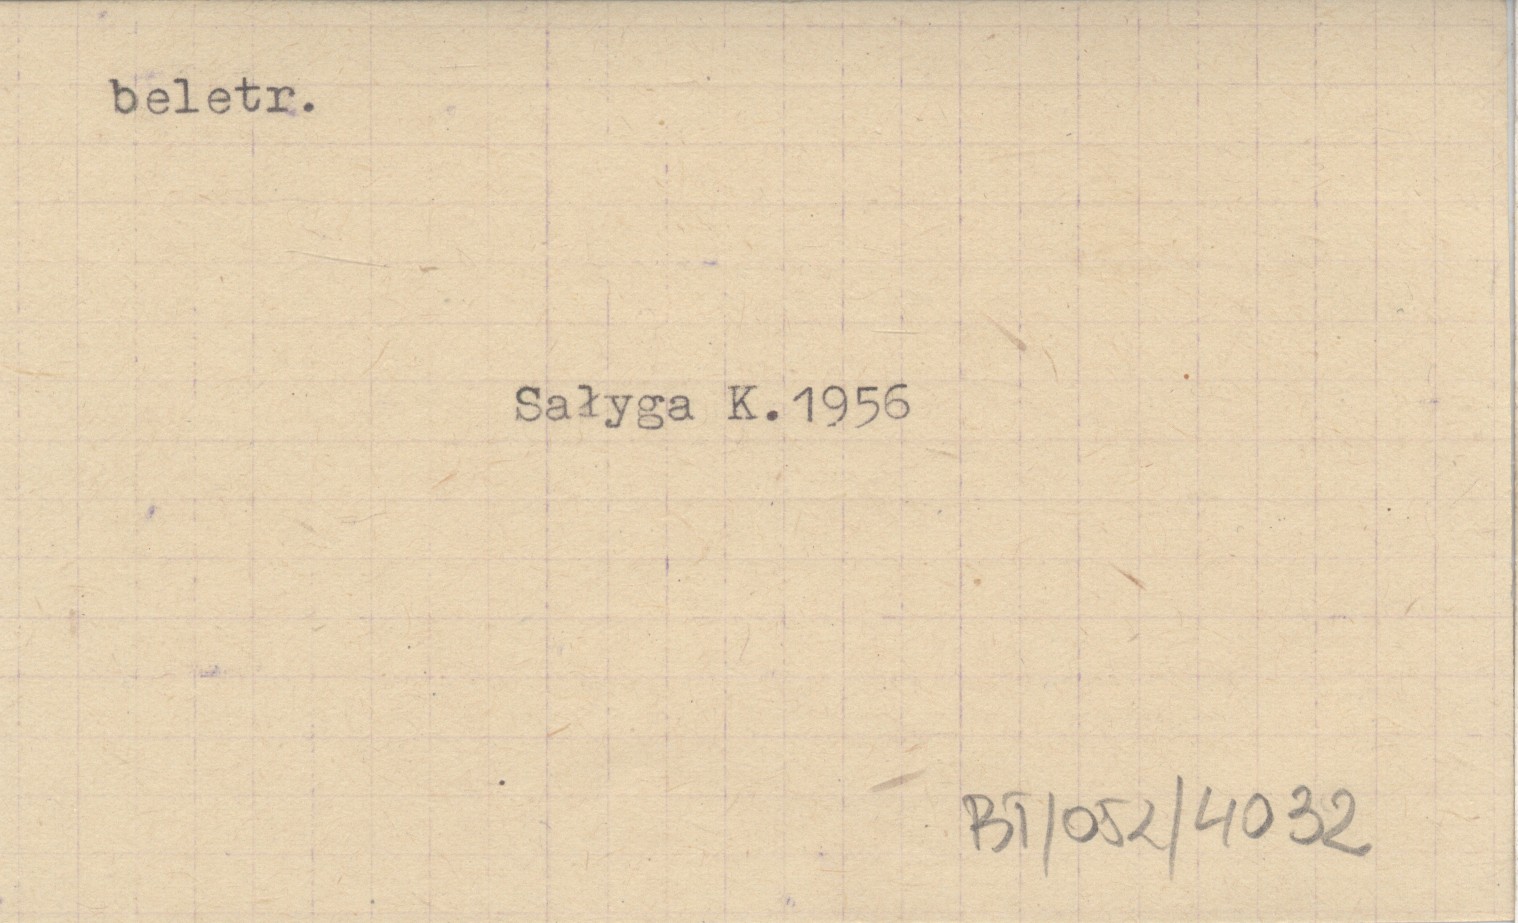 beletr.
Sałyga K.1956
BT/052/4032